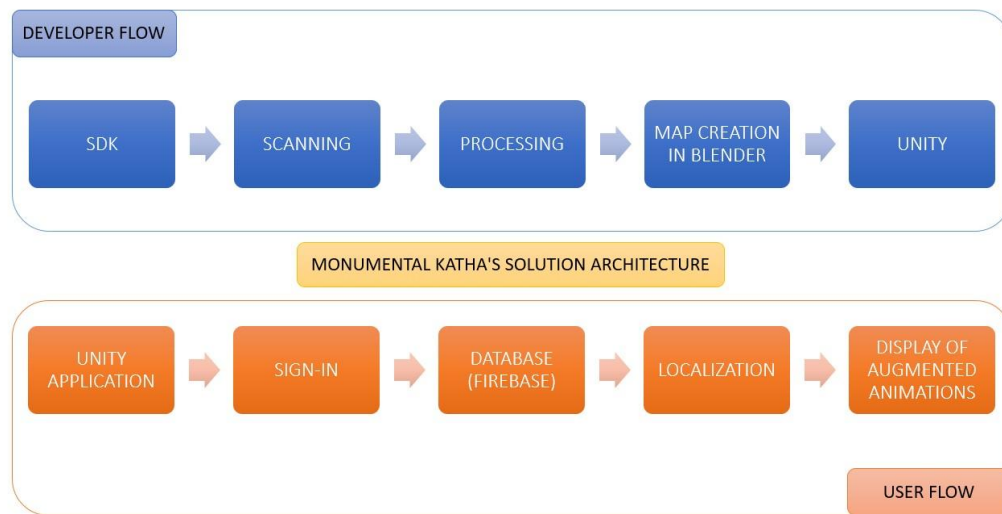 DEVELOPER FLOW
SDK
SCANNING
PROCESSING
MAP CREATION
IN BLENDER
UNITY
MONUMENTAL KATHA'S SOLUTION ARCHITECTURE
UNITY
APPLICATION
SIGN-IN
DATABASE
(FIREBASE)
LOCALIZATION
DISPLAY OF
AUGMENTED
ANIMATIONS
USER FLOW